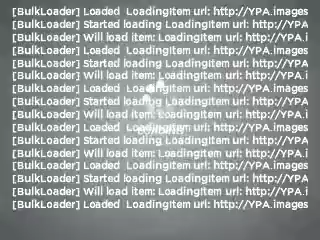 [BulkLoader] Loaded LoadingItem url: http://YPA.images
[BulkLoader] Started loading LoadingItem url: http://YPA
[BulkLoader] Will load item: LoadingItem url: http://YPA.i
[BulkLoader] Loaded LoadingItem url: http://YPA.images
[BulkLoader] Started loading LoadingItem url: http://YPA
[BulkLoader] Will load item: LoadingItem url: http://YPA.i
[BulkLoader] Loaded LoadingItem url: http://YPA.images
[BulkLoader] Started loading LoadingItem url: http://YPA
[BulkLoader] Will load item: LoadingItem url: http://YPA.i
[BulkLoader] Loaded LoadingItem url: http://YPA.images
[BulkLoader] Started loading LoadingItem url: http://YPA
[BulkLoader] Will load item: LoadingItem url: http://YPA.i
[BulkLoader] Loaded LoadingItem url: http://YPA.images
[BulkLoader] Started loading LoadingItem url: http://YPA
[BulkLoader] Will load item: LoadingItem url: http://YPA.i
[BulkLoader] Loaded LoadingItem url: http://YPA.images